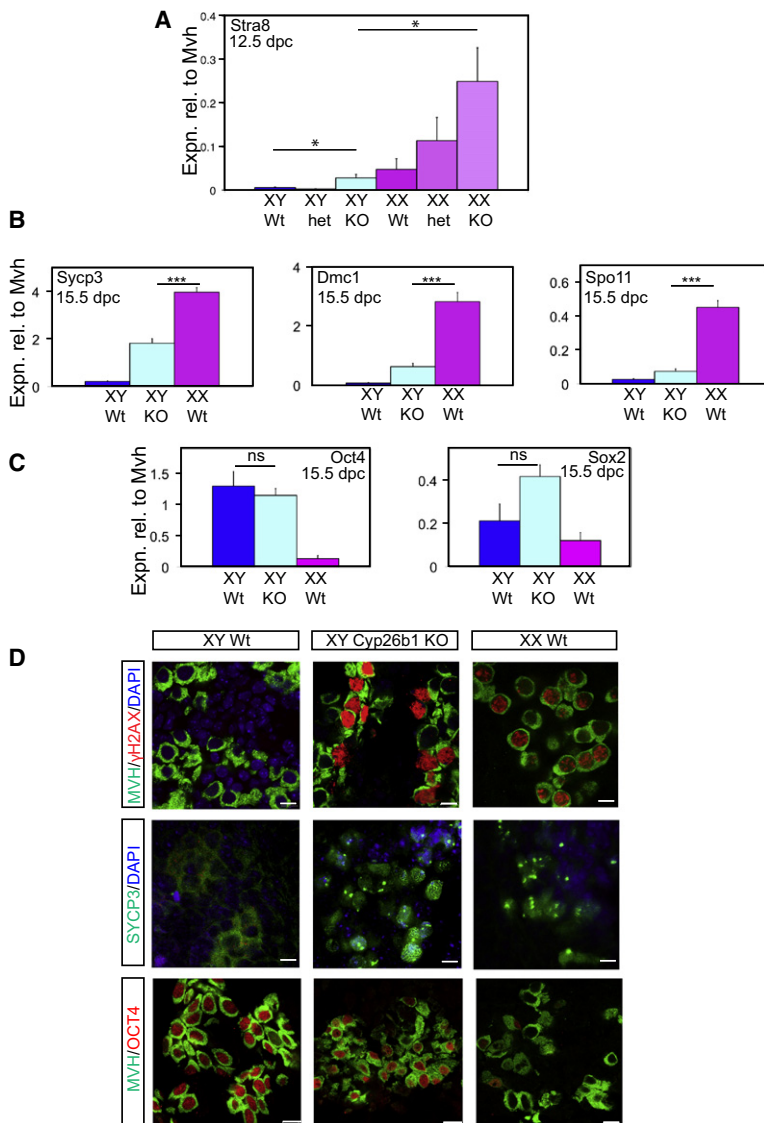 A
Stra8
12.5 dpc
*
*
Expn. rel. to Mvh
0.4
0.3
0.2
0.1
0
XY Wt
XY het
XY KO
XX Wt
XX het
XX KO
B
Expn. rel. to Mvh
Sycp3
15.5 dpc
***
4
2
0
XY Wt
XY KO
XX Wt
Dmc1
15.5 dpc
***
4
2
0
XY Wt
XY KO
XX Wt
Spo11
15.5 dpc
***
0.6
0.4
0.2
0
XY Wt
XY KO
XX Wt
C
Expn. rel. to Mvh
Oct4
15.5 dpc
ns
1.5
1
0.5
0
XY Wt
XY KO
XX Wt
Sox2
15.5 dpc
ns
0.4
0.2
0
XY Wt
XY KO
XX Wt
D
XY Wt
XY Cyp26b1 KO
XX Wt
MVH/γH2AX/DAPI
SYCP3/DAPI
MVH/OCT4